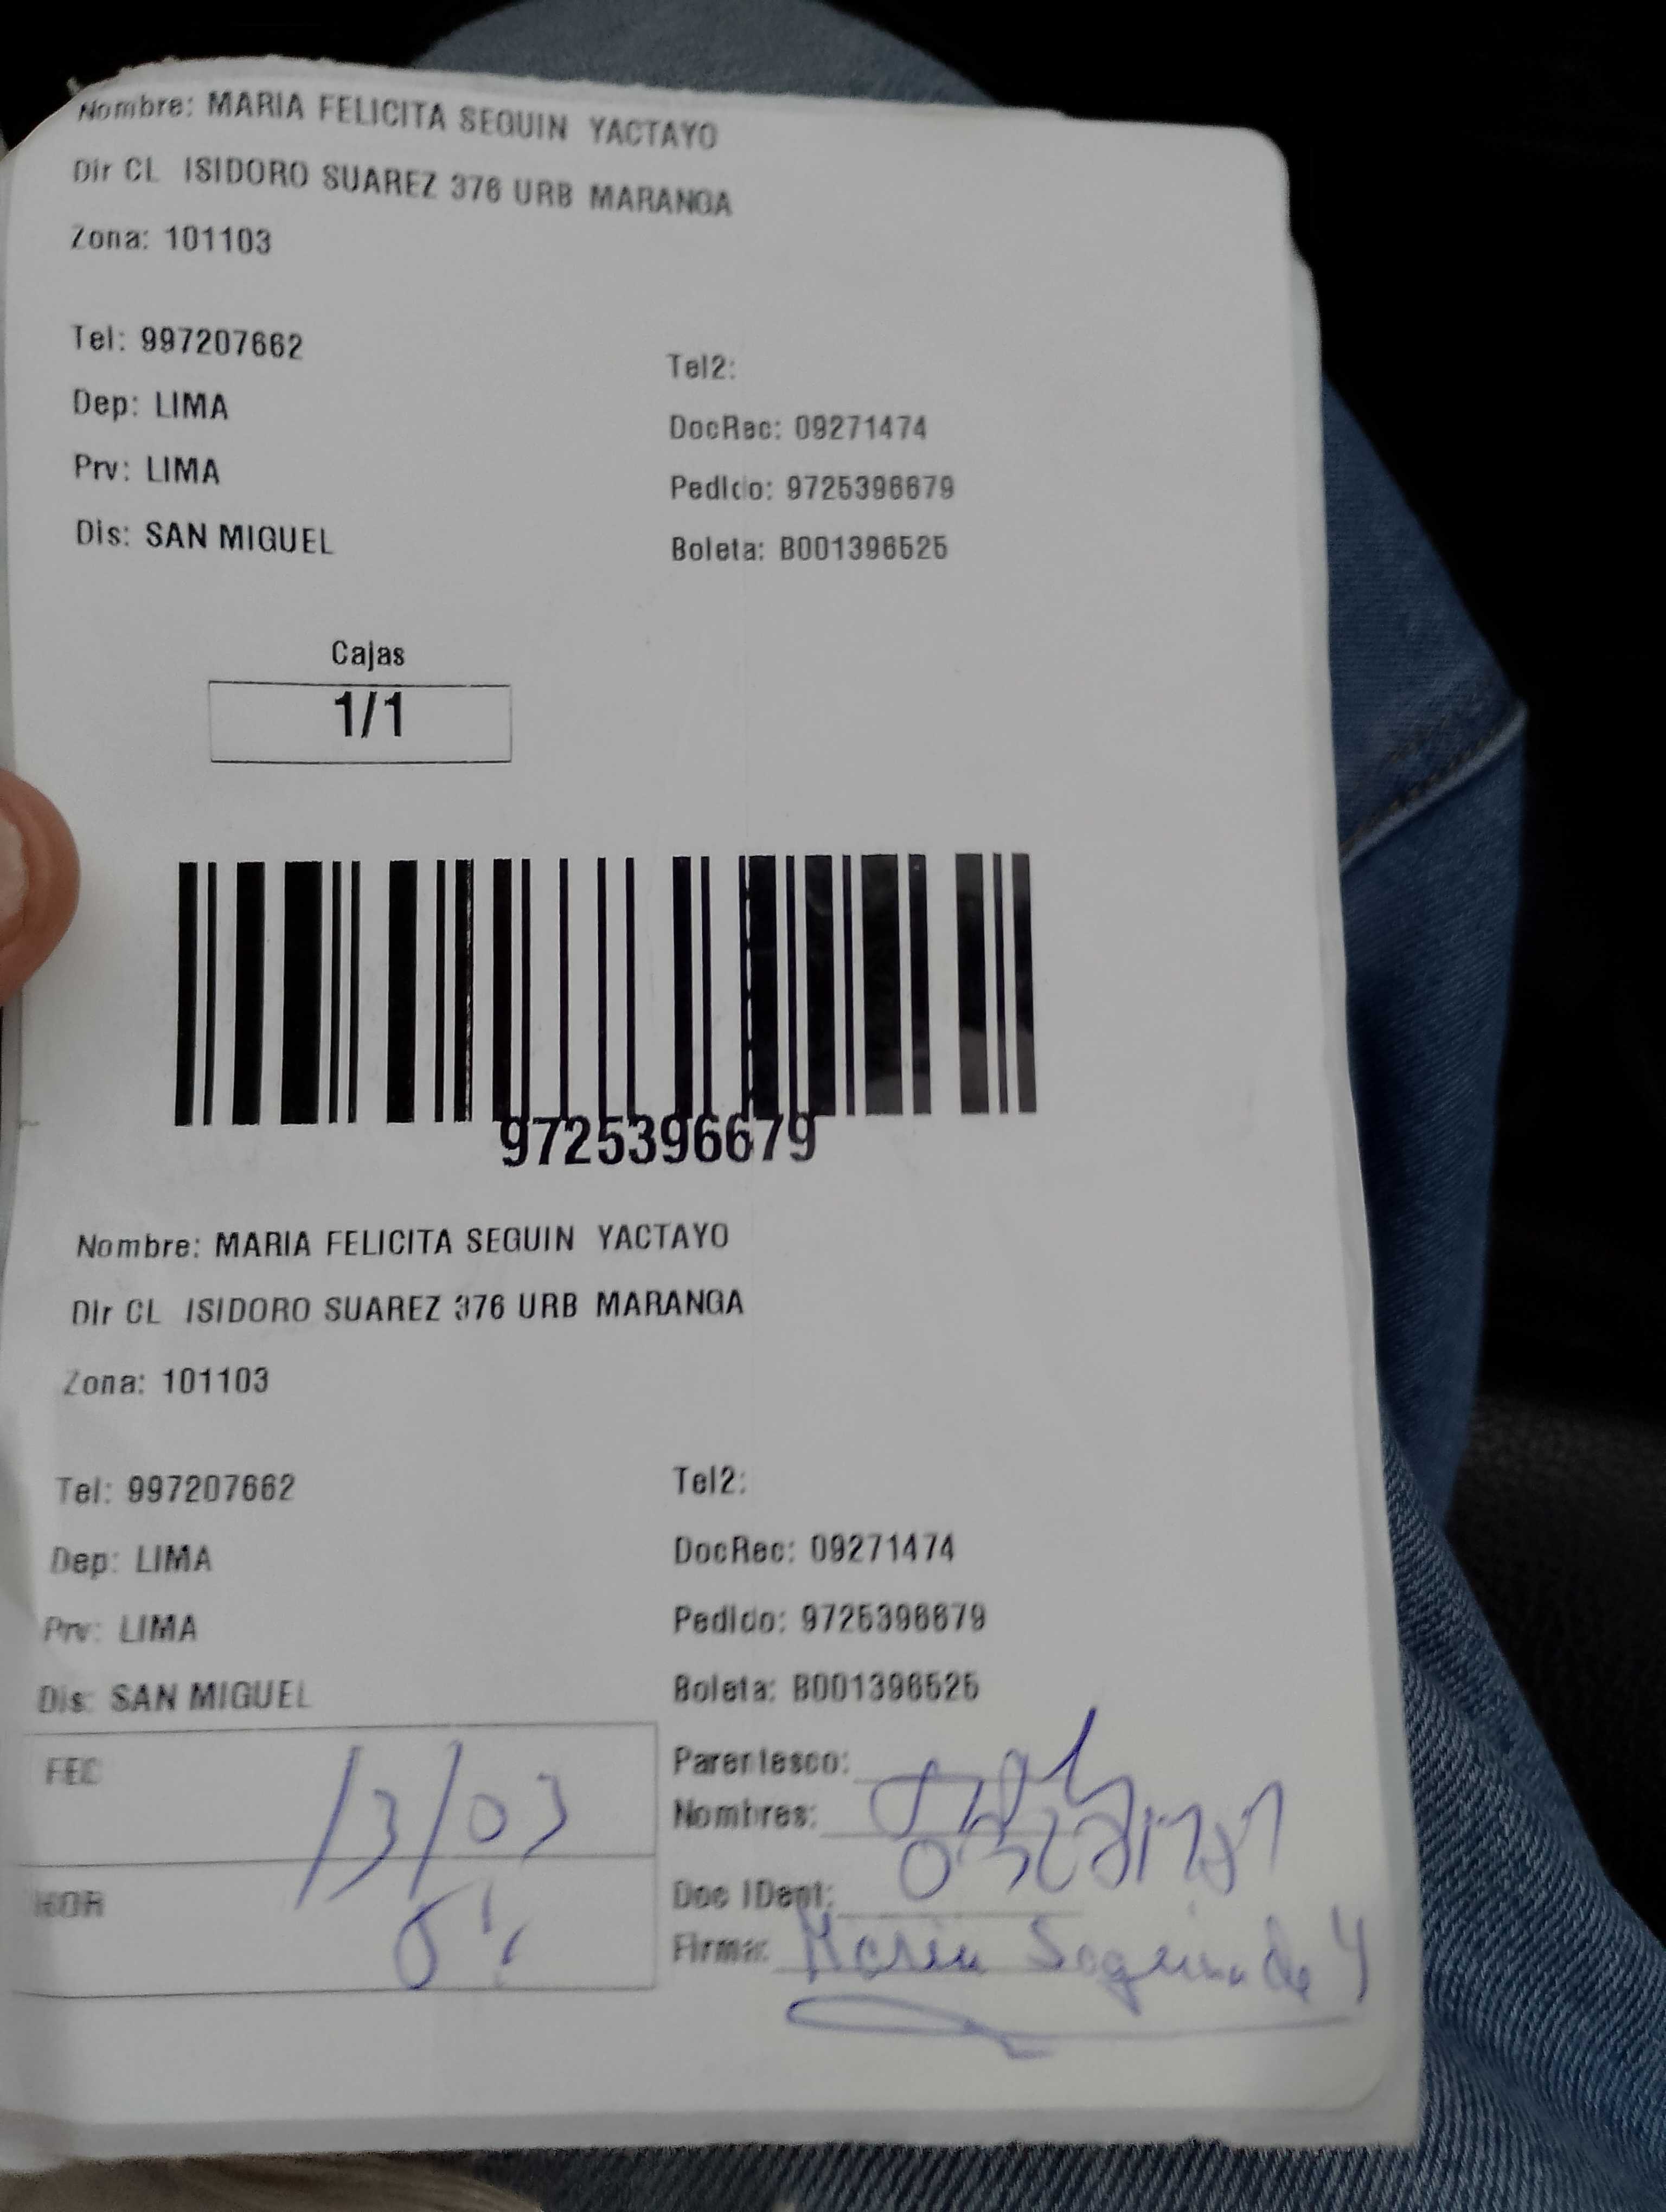 Nombre: MARIA FELICITA SEGUIN YACTAYO
Dir CL ISIDORO SUAREZ 376 URB MARANGA
Zona: 101103
Tel: 997207662
Tel2:
Dep: LIMA
DocRec: 09271474
Prv: LIMA
Pedido: 9725396679
Dis: SAN MIGUEL
Boleta: B001396525
Cajas
1/1
9725396679
Nombre: MARIA FELICITA SEGUIN YACTAYO
Dir CL ISIDORO SUAREZ 376 URB MARANGA
Zona: 101103
Tel: 997207662
Tel2:
Dep: LIMA
DocRec: 09271474
Prv: LIMA
Pedido: 9725396679
Dis: SAN MIGUEL
Boleta: B001396525
FEC 13/03
Parentesco:
Nombres:
HOR
Doc IDent:
Firma: Maria Seguin de Y